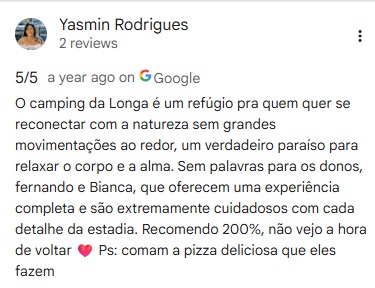 Yasmin Rodrigues
2 reviews
5/5 a year ago on Google
O camping da Longa é um refúgio pra quem quer se
reconectar com a natureza sem grandes
movimentações ao redor, um verdadeiro paraíso para
relaxar o corpo e a alma. Sem palavras para os donos,
fernando e Bianca, que oferecem uma experiência
completa e são extremamente cuidadosos com cada
detalhe da estadia. Recomendo 200%, não vejo a hora
de voltar 💖 Ps: comam a pizza deliciosa que eles
fazem